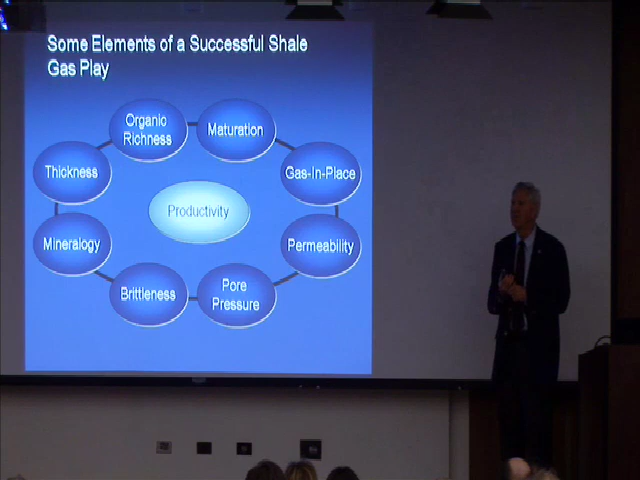 Some Elements of a Successful Shale
Gas Play
Organic
Richness
Maturation
Thickness
Gas-In-Place
Productivity
Mineralogy
Permeability
Brittleness
Pore
Pressure